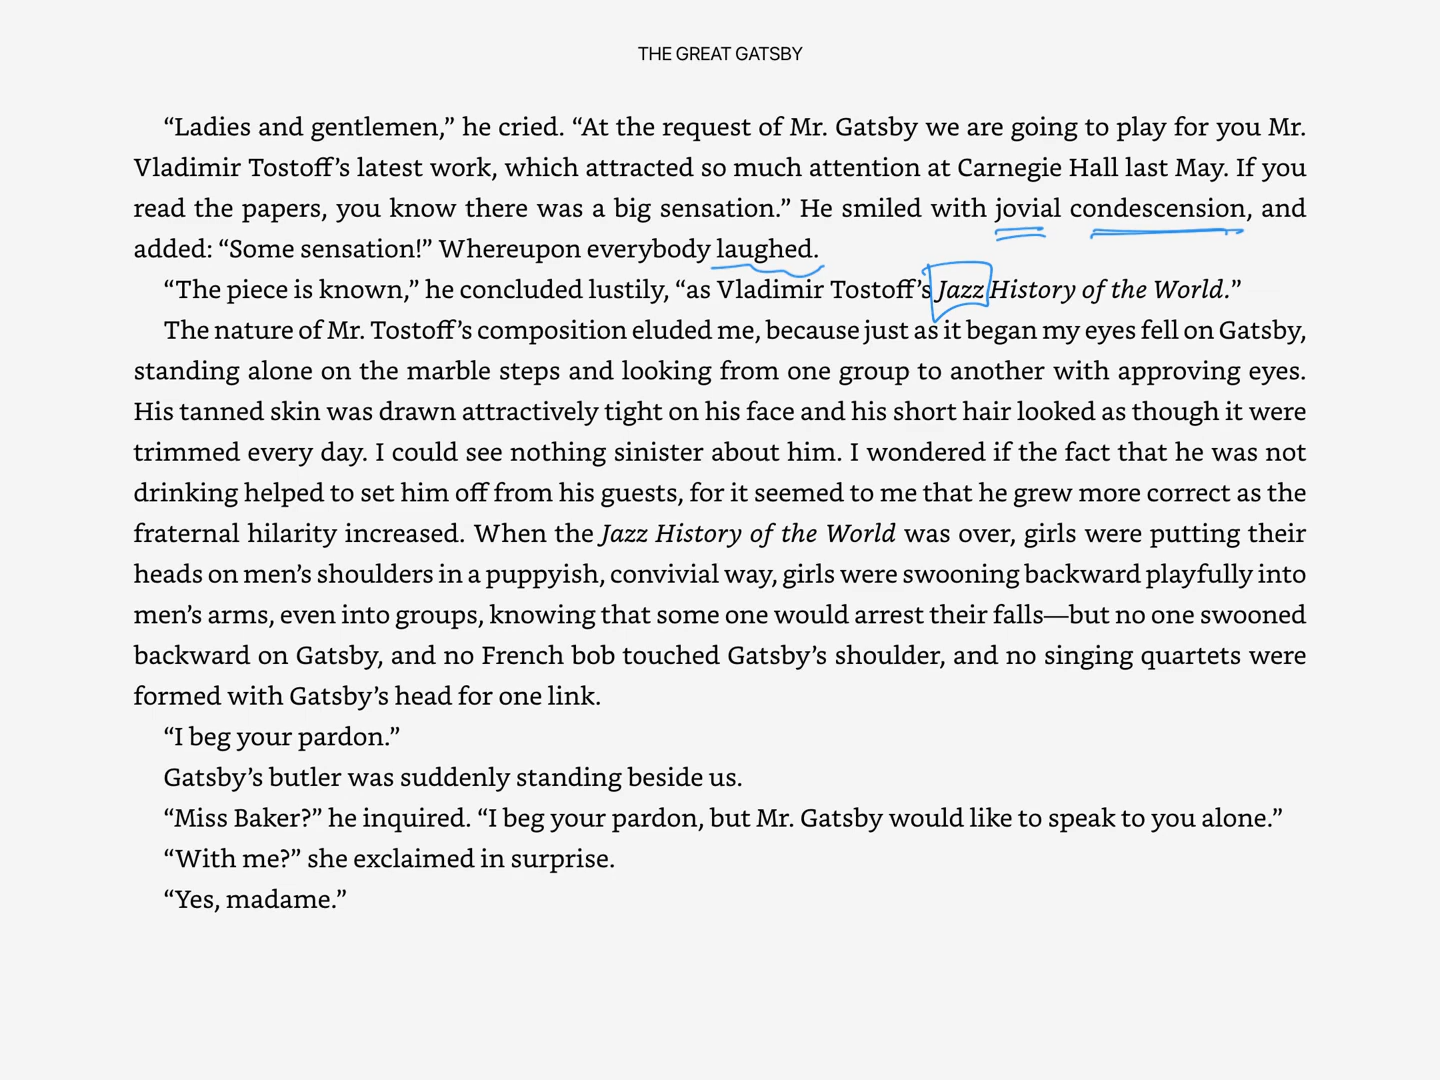 THE GREAT GATSBY
“Ladies and gentlemen,” he cried. “At the request of Mr. Gatsby we are going to play for you Mr.
Vladimir Tostoff’s latest work, which attracted so much attention at Carnegie Hall last May. If you
read the papers, you know there was a big sensation.” He smiled with jovial condescension, and
added: “Some sensation!” Whereupon everybody laughed.
“The piece is known,” he concluded lustily, “as Vladimir Tostoff’s Jazz History of the World.”
The nature of Mr. Tostoff’s composition eluded me, because just as it began my eyes fell on Gatsby,
standing alone on the marble steps and looking from one group to another with approving eyes.
His tanned skin was drawn attractively tight on his face and his short hair looked as though it were
trimmed every day. I could see nothing sinister about him. I wondered if the fact that he was not
drinking helped to set him off from his guests, for it seemed to me that he grew more correct as the
fraternal hilarity increased. When the Jazz History of the World was over, girls were putting their
heads on men’s shoulders in a puppyish, convivial way, girls were swooning backward playfully into
men’s arms, even into groups, knowing that some one would arrest their falls—but no one swooned
backward on Gatsby, and no French bob touched Gatsby’s shoulder, and no singing quartets were
formed with Gatsby’s head for one link.
“I beg your pardon.”
Gatsby’s butler was suddenly standing beside us.
“Miss Baker?” he inquired. “I beg your pardon, but Mr. Gatsby would like to speak to you alone.”
“With me?” she exclaimed in surprise.
“Yes, madame.”